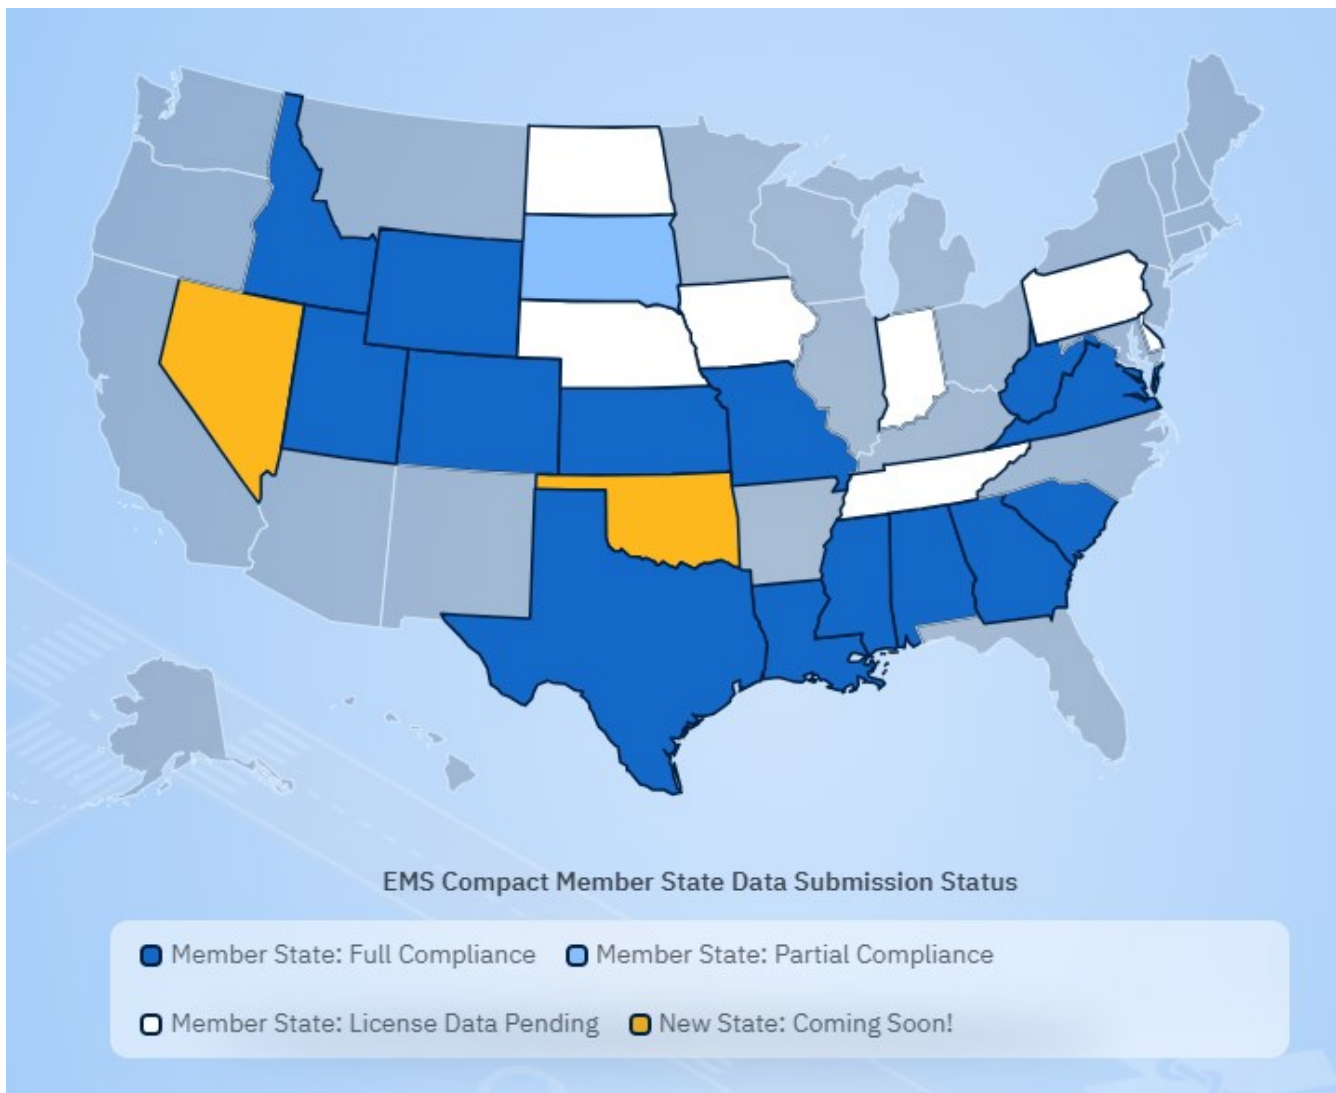 EMS Compact Member State Data Submission Status
Member State: Full Compliance Member State: Partial Compliance
Member State: License Data Pending New State: Coming Soon!